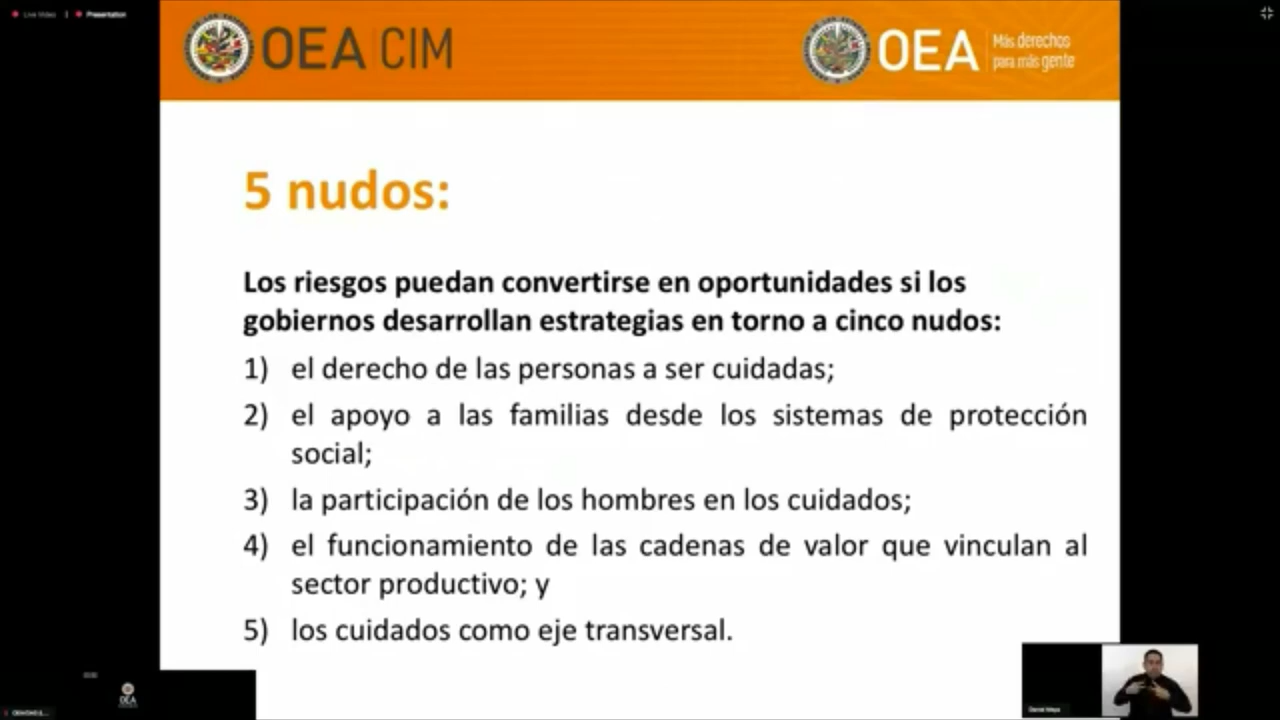 Live Video | Presentation
OEA CIM
OEA Más derechos
para más gente
5 nudos:
Los riesgos puedan convertirse en oportunidades si los
gobiernos desarrollan estrategias en torno a cinco nudos:
1) el derecho de las personas a ser cuidadas;
2) el apoyo a las familias desde los sistemas de protección
social;
3) la participación de los hombres en los cuidados;
4) el funcionamiento de las cadenas de valor que vinculan al
sector productivo; y
5) los cuidados como eje transversal.
OEA